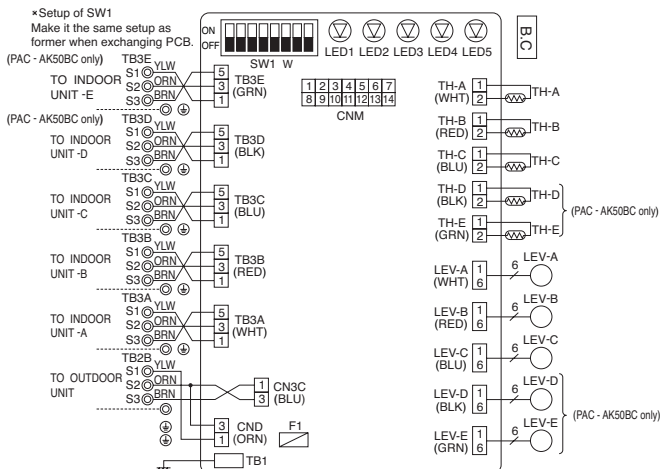 *Setup of SW1
Make it the same setup as
former when exchanging PCB.
ON
OFF
SW1 W
LED1 LED2 LED3 LED4 LED5
B.C
1 2 3 4 5 6 7
8 9 10 11 12 13 14
CNM
(PAC - AK50BC only)
TB3E
TO INDOOR
UNIT -E
S1 YLW
S2 ORN
S3 BRN
5
3
1
TB3E
(GRN)
(PAC - AK50BC only)
TB3D
TO INDOOR
UNIT -D
S1 YLW
S2 ORN
S3 BRN
5
3
1
TB3D
(BLK)
TB3C
TO INDOOR
UNIT -C
S1 YLW
S2 ORN
S3 BRN
5
3
1
TB3C
(BLU)
TB3B
TO INDOOR
UNIT -B
S1 YLW
S2 ORN
S3 BRN
5
3
1
TB3B
(RED)
TB3A
TO INDOOR
UNIT -A
S1 YLW
S2 ORN
S3 BRN
5
3
1
TB3A
(WHT)
TB2B
TO OUTDOOR
UNIT
S1 YLW
S2 ORN
S3 BRN
1
3
CN3C
(BLU)
3
1
CND
(ORN)
F1
TB1
TH-A
(WHT)
1
2
TH-A
TH-B
(RED)
1
2
TH-B
TH-C
(BLU)
1
2
TH-C
TH-D
(BLK)
1
2
TH-D
TH-E
(GRN)
1
2
TH-E
(PAC - AK50BC only)
LEV-A
(WHT)
1
6
6
LEV-A
LEV-B
(RED)
1
6
6
LEV-B
LEV-C
(BLU)
1
6
6
LEV-C
LEV-D
(BLK)
1
6
6
LEV-D
LEV-E
(GRN)
1
6
6
LEV-E
(PAC - AK50BC only)